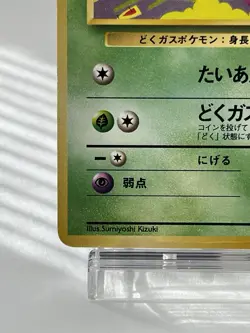 どくガスポケモン：身長
たいあ
どくガス
コインを投げて
「どく」状態にす
にげる
弱点
Illus. Sumiyoshi Kizuki